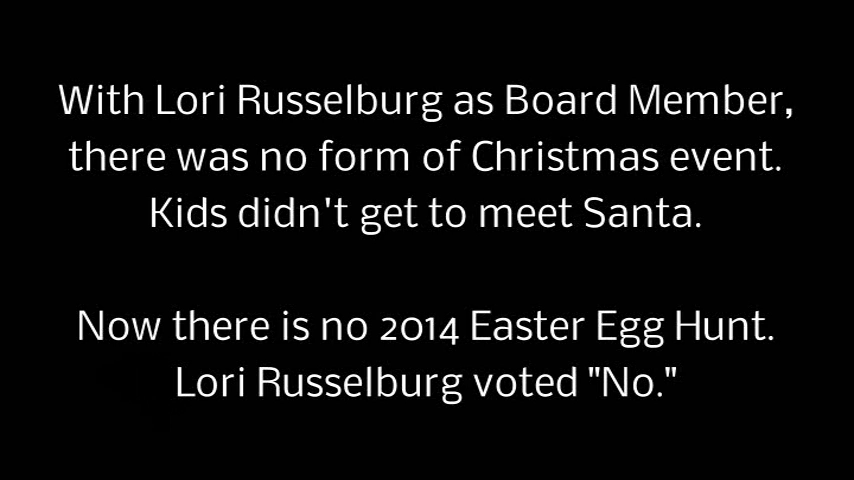 With Lori Russelburg as Board Member,
there was no form of Christmas event.
Kids didn't get to meet Santa.
Now there is no 2014 Easter Egg Hunt.
Lori Russelburg voted "No."